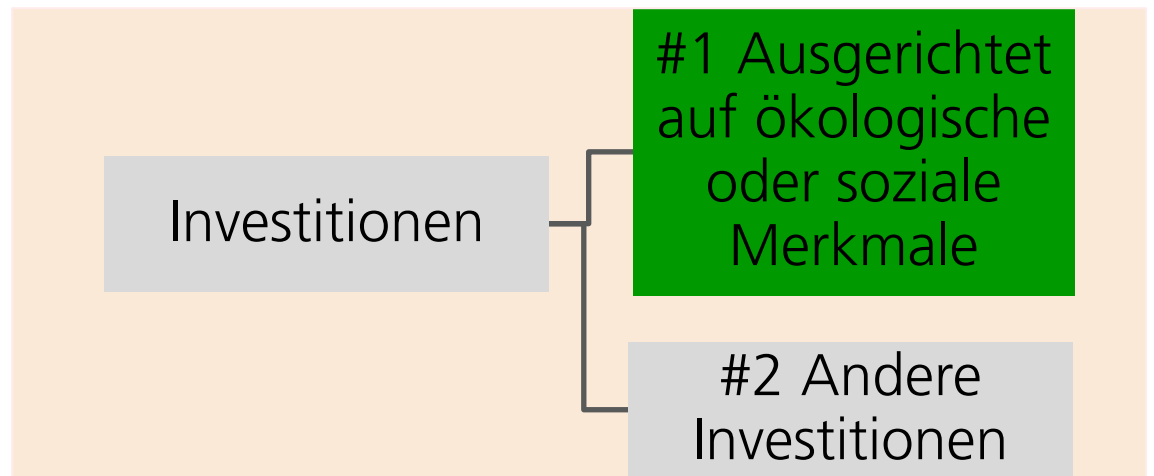 #1 Ausgerichtet
auf ökologische
oder soziale
Merkmale
Investitionen
#2 Andere
Investitionen